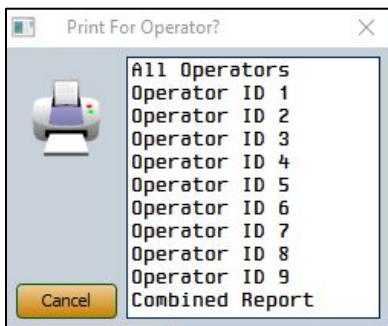 Print For Operator?
All Operators
Operator ID 1
Operator ID 2
Operator ID 3
Operator ID 4
Operator ID 5
Operator ID 6
Operator ID 7
Operator ID 8
Operator ID 9
Combined Report
Cancel